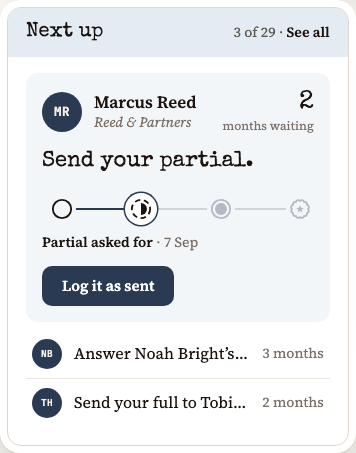 Next up
3 of 29 · See all
MR
Marcus Reed
Reed & Partners
2
months waiting
Send your partial.
Partial asked for · 7 Sep
Log it as sent
NB
Answer Noah Bright's...
3 months
TH
Send your full to Tobi...
2 months